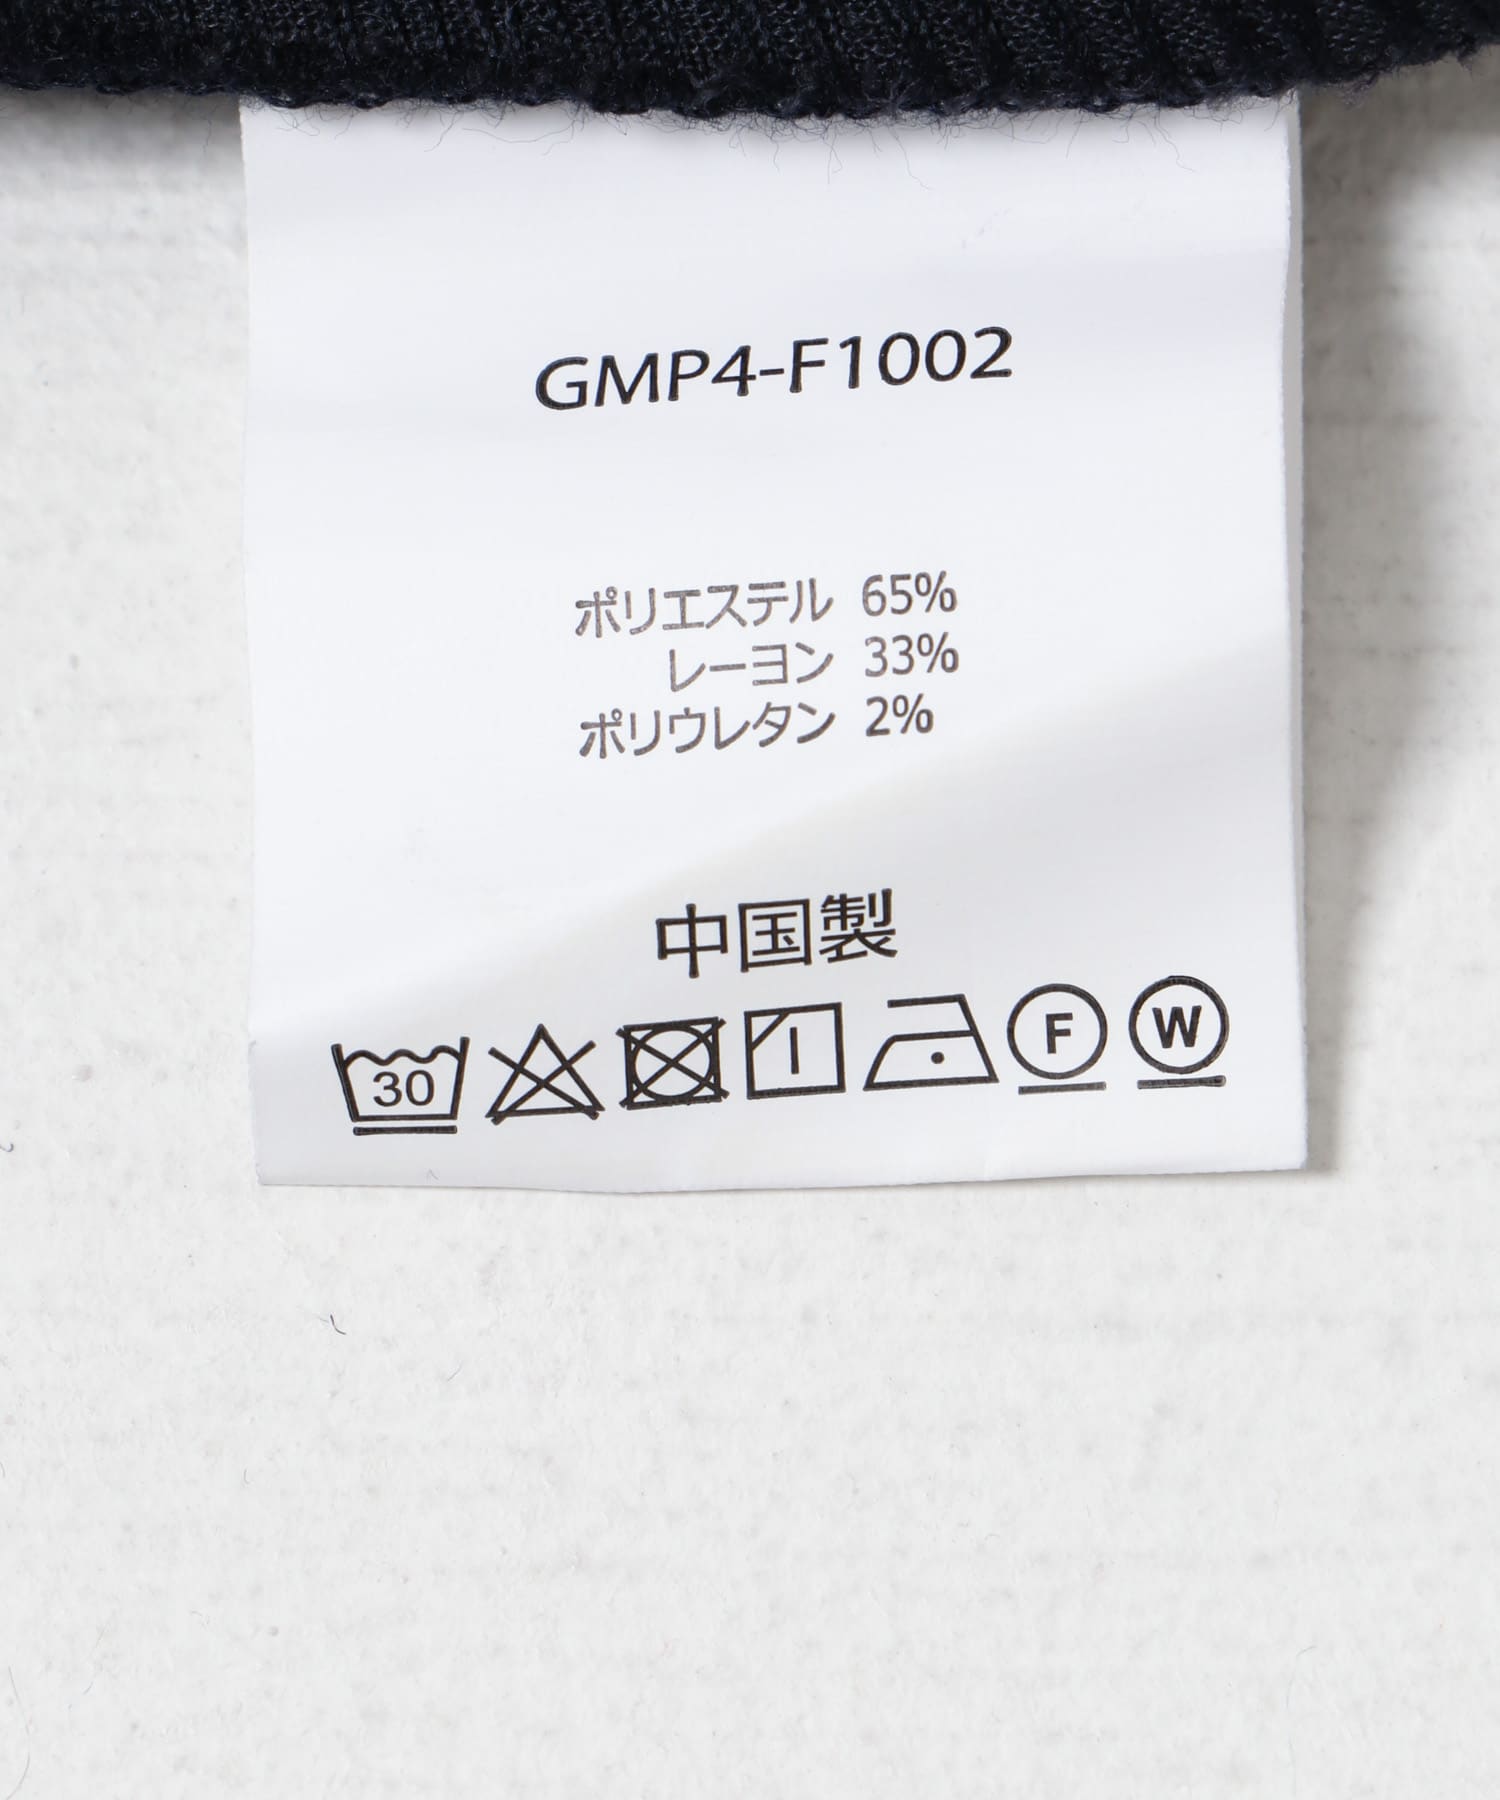 GMP4-F1002
ポリエステル 65%
レーヨン 33%
ポリウレタン 2%
中国製
30 F W